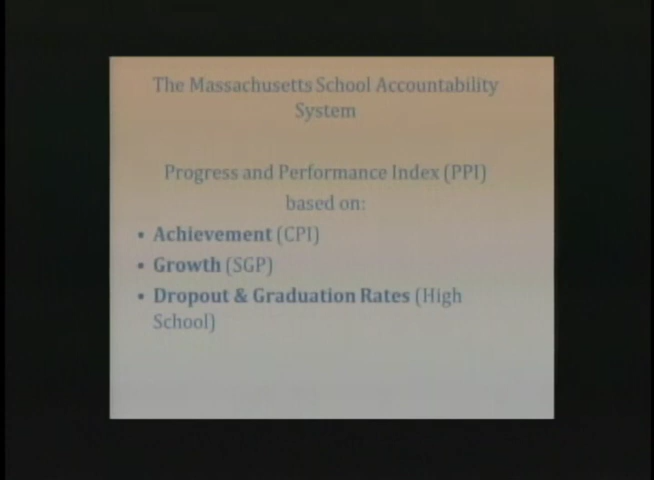 The Massachusetts School Accountability
System
Progress and Performance Index (PPI)
based on:
• Achievement (CPI)
• Growth (SGP)
• Dropout & Graduation Rates (High
School)